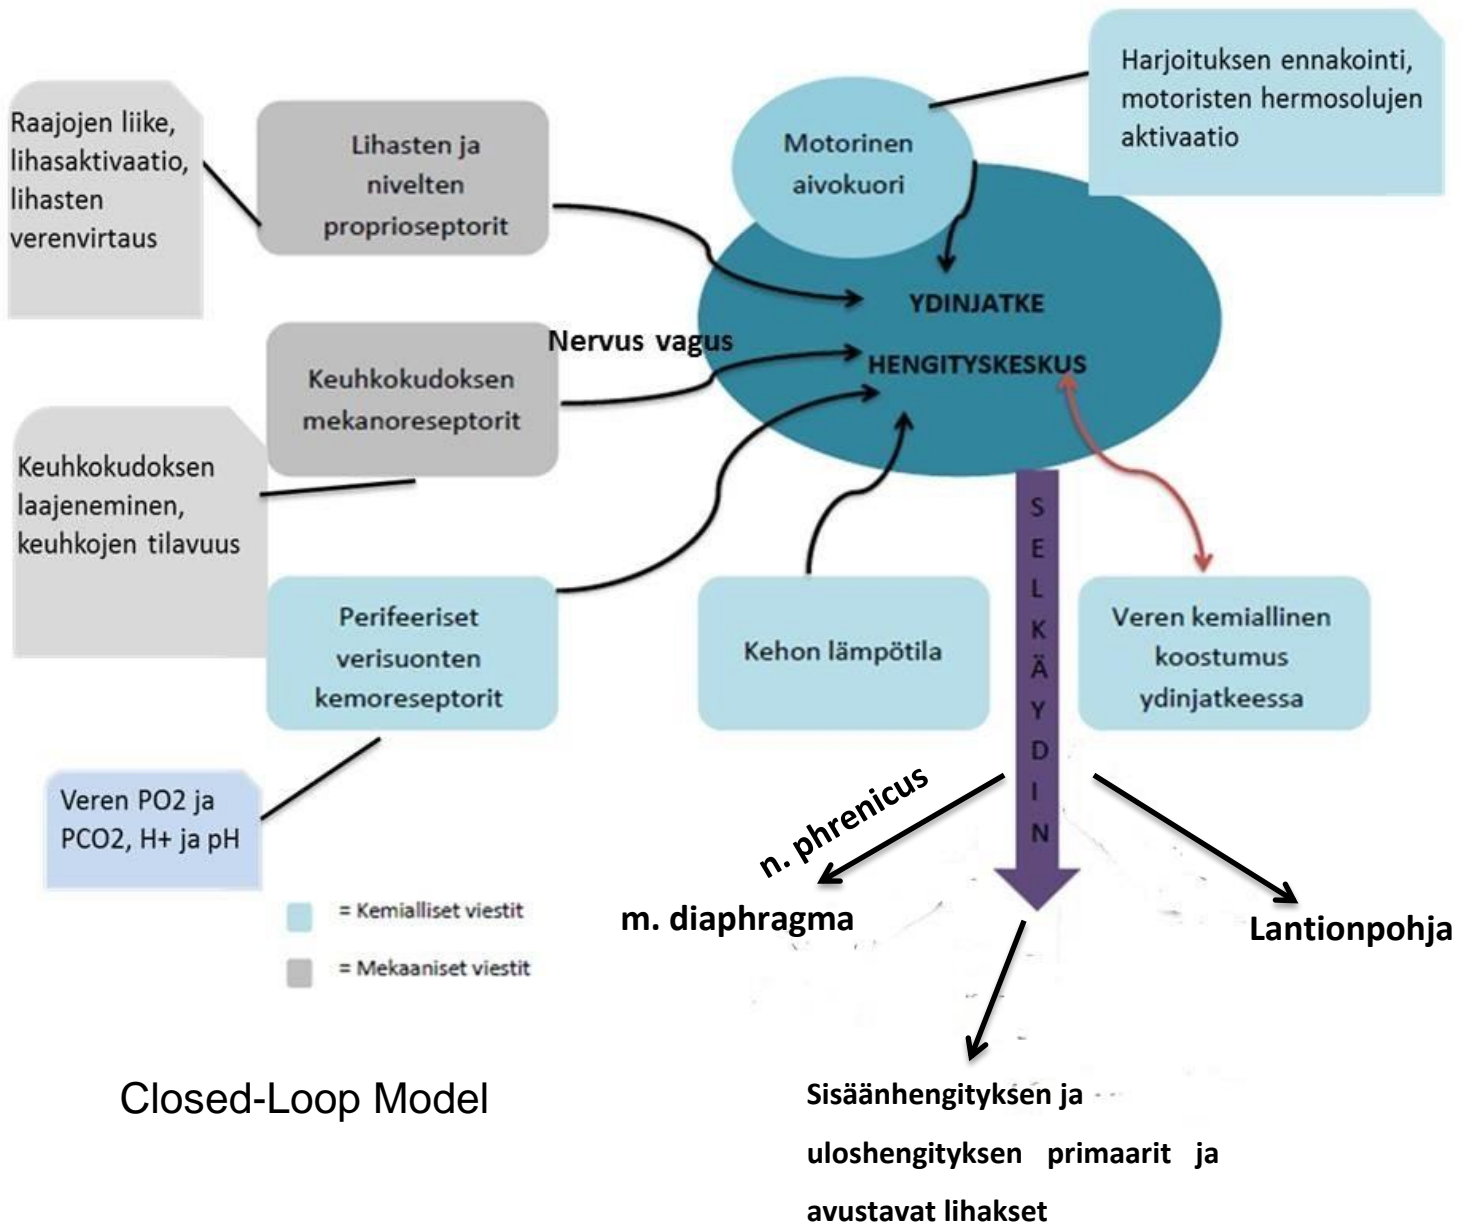 Harjoituksen ennakointi,
motoristen hermosolujen
aktivaatio
Raajojen liike,
lihasaktivaatio,
lihasten
verenvirtaus
Lihasten ja
nivelten
proprioseptorit
Motorinen
aivokuori
YDINJATKE
HENGITYSKESKUS
Nervus vagus
Keuhkokudoksen
mekanoreseptorit
Keuhkokudoksen
laajeneminen,
keuhkojen tilavuus
Perifeeriset
verisuonten
kemoreseptorit
Kehon lämpötila
SELKÄYDIN
Veren kemiallinen
koostumus
ydinjatkeessa
Veren PO2 ja
PCO2, H+ ja pH
n. phrenicus
m. diaphragma
Lantionpohja
= Kemialliset viestit
= Mekaaniset viestit
Closed-Loop Model
Sisäänhengityksen ja
uloshengityksen primaarit ja
avustavat lihakset